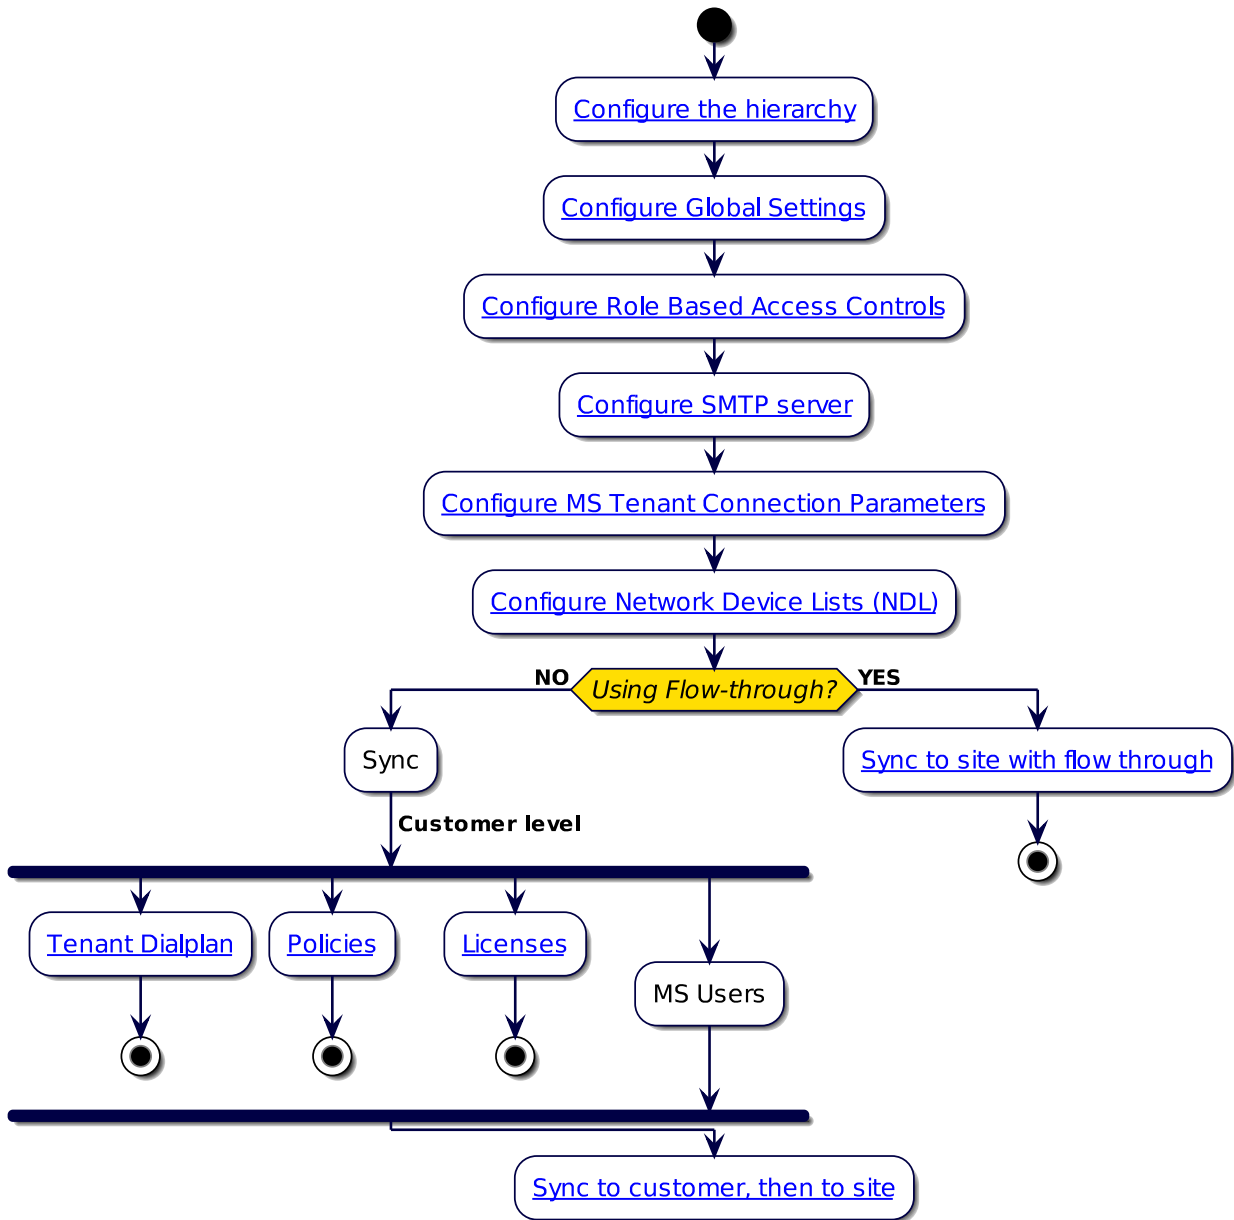 Configure the hierarchy
Configure Global Settings
Configure Role Based Access Controls
Configure SMTP server
Configure MS Tenant Connection Parameters
Configure Network Device Lists (NDL)
NO
Using Flow-through?
YES
Sync
Sync to site with flow through
Customer level
Tenant Dialplan
Policies
Licenses
MS Users
Sync to customer, then to site